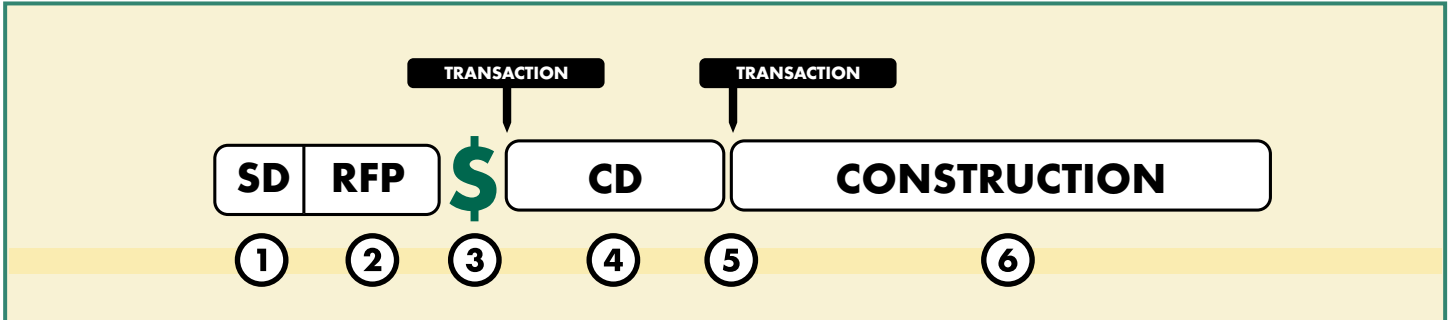 TRANSACTION TRANSACTION
SD RFP $ CD CONSTRUCTION
1 2 3 4 5 6